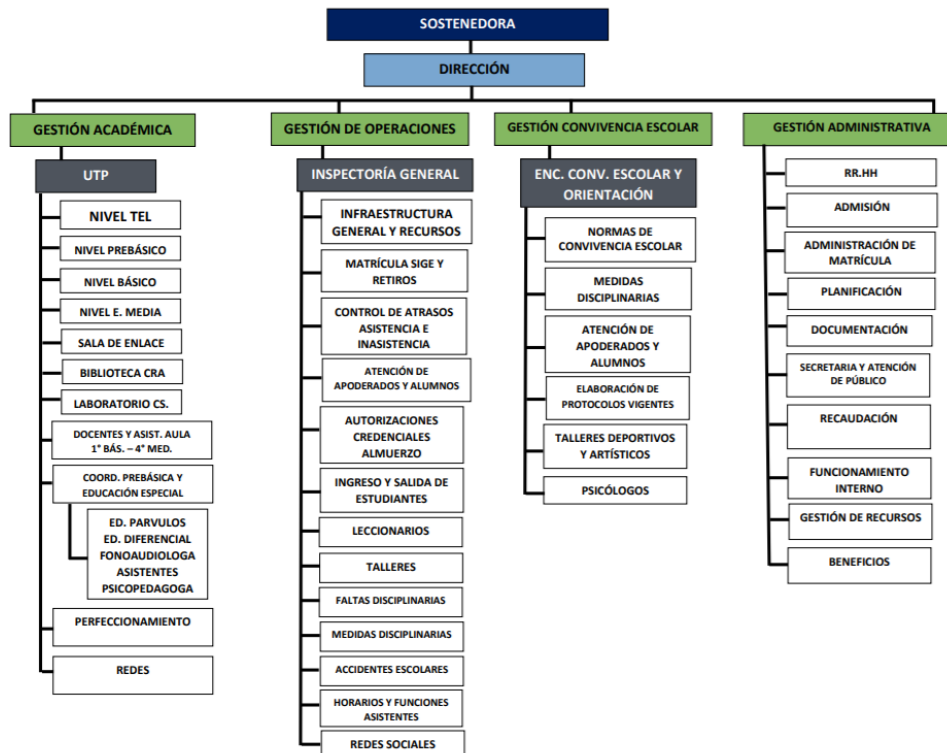 SOSTENEDORA
DIRECCIÓN
GESTIÓN ACADÉMICA
UTP
NIVEL TEL
NIVEL PREBÁSICO
NIVEL BÁSICO
NIVEL E. MEDIA
SALA DE ENLACE
BIBLIOTECA CRA
LABORATORIO CS.
DOCENTES Y ASIST. AULA
1° BÁS. – 4° MED.
COORD. PREBÁSICA Y
EDUCACIÓN ESPECIAL
ED. PARVULOS
ED. DIFERENCIAL
FONOAUDIOLOGA
ASISTENTES
PSICOPEDAGOGA
PERFECCIONAMIENTO
REDES
GESTIÓN DE OPERACIONES
INSPECTORÍA GENERAL
INFRAESTRUCTURA
GENERAL Y RECURSOS
MATRÍCULA SIGE Y
RETIROS
CONTROL DE ATRASOS
ASISTENCIA E
INASISTENCIA
ATENCIÓN DE
APODERADOS Y ALUMNOS
AUTORIZACIONES
CREDENCIALES
ALMUERZO
INGRESO Y SALIDA DE
ESTUDIANTES
LECCIONARIOS
TALLERES
FALTAS DISCIPLINARIAS
MEDIDAS DISCIPLINARIAS
ACCIDENTES ESCOLARES
HORARIOS Y FUNCIONES
ASISTENTES
REDES SOCIALES
GESTIÓN CONVIVENCIA ESCOLAR
ENC. CONV. ESCOLAR Y
ORIENTACIÓN
NORMAS DE
CONVIVENCIA ESCOLAR
MEDIDAS
DISCIPLINARIAS
ATENCIÓN DE
APODERADOS Y
ALUMNOS
ELABORACIÓN DE
PROTOCOLOS VIGENTES
TALLERES DEPORTIVOS
Y ARTÍSTICOS
PSICÓLOGOS
GESTIÓN ADMINISTRATIVA
RR.HH
ADMISIÓN
ADMINISTRACIÓN DE
MATRÍCULA
PLANIFICACIÓN
DOCUMENTACIÓN
SECRETARIA Y ATENCIÓN
DE PÚBLICO
RECAUDACIÓN
FUNCIONAMIENTO
INTERNO
GESTIÓN DE RECURSOS
BENEFICIOS